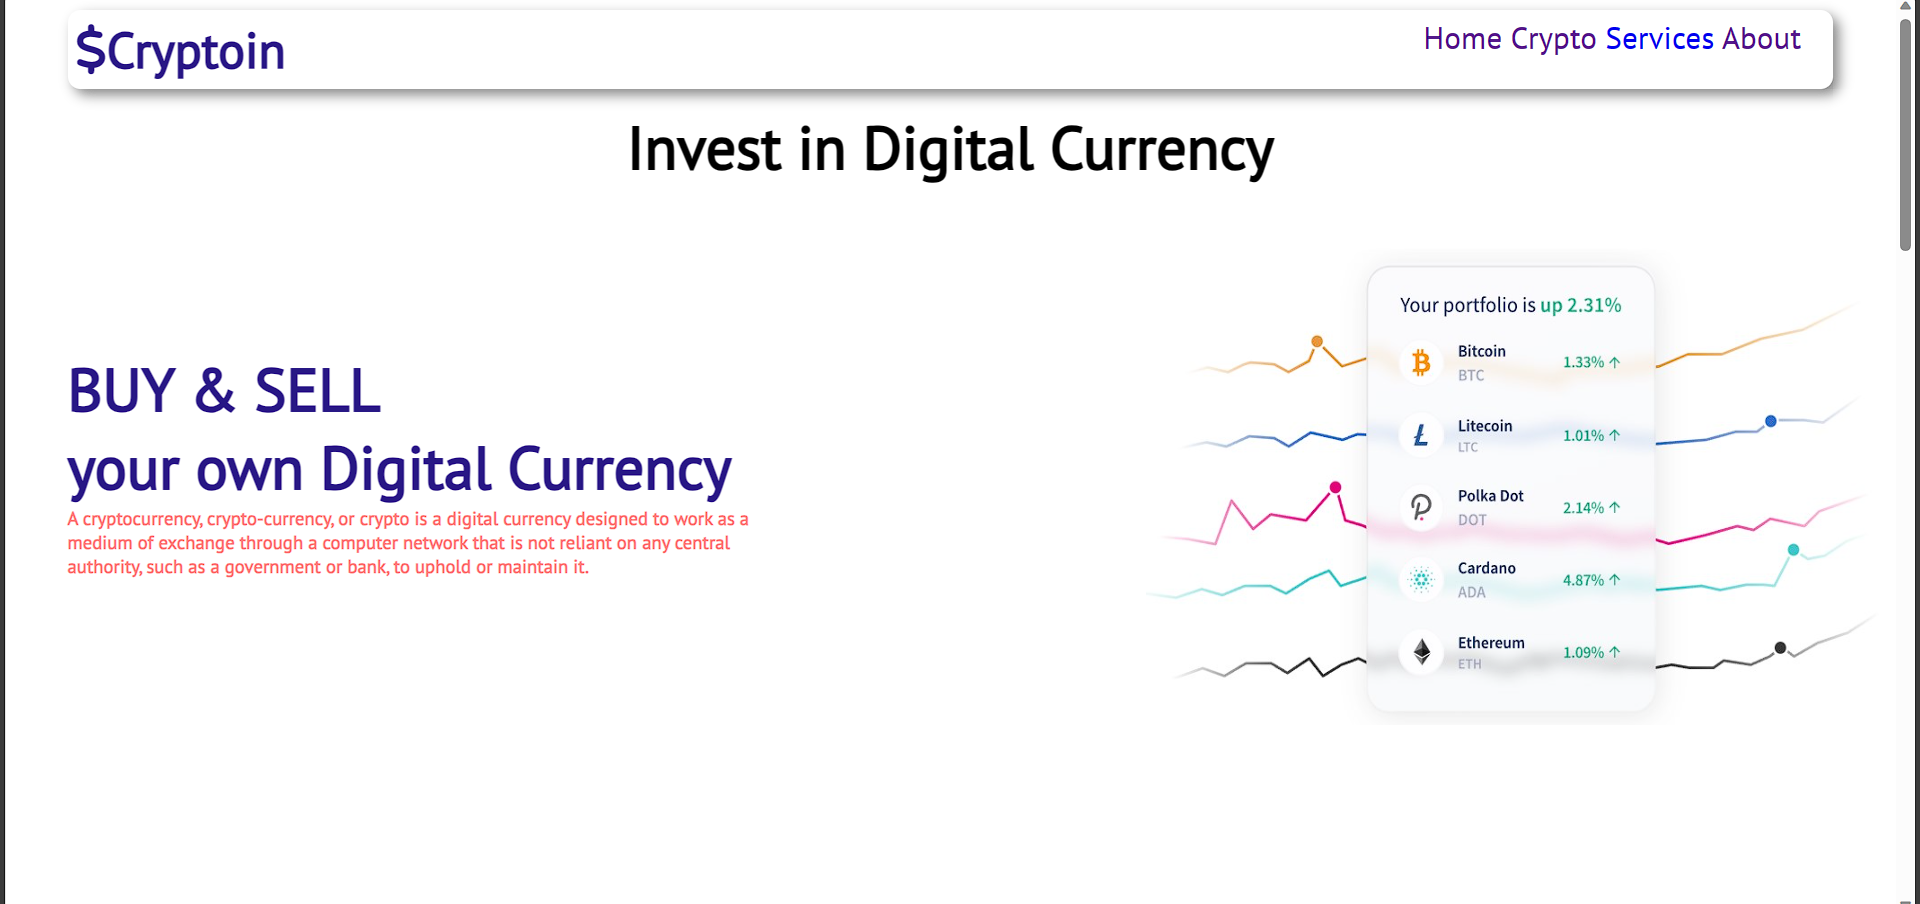 $Cryptoin
Home Crypto Services About
Invest in Digital Currency
BUY & SELL
your own Digital Currency
A cryptocurrency, crypto-currency, or crypto is a digital currency designed to work as a
medium of exchange through a computer network that is not reliant on any central
authority, such as a government or bank, to uphold or maintain it.
Your portfolio is up 2.31%
Bitcoin
BTC
1.33% ↑
Litecoin
LTC
1.01% ↑
Polka Dot
DOT
2.14% ↑
Cardano
ADA
4.87% ↑
Ethereum
ETH
1.09% ↑